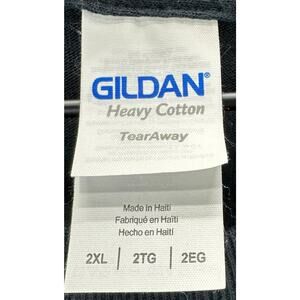 GILDAN®
Heavy Cotton
TearAway
Made in Haiti
Fabriqué en Haïti
Hecho en Haití
2XL | 2TG | 2EG